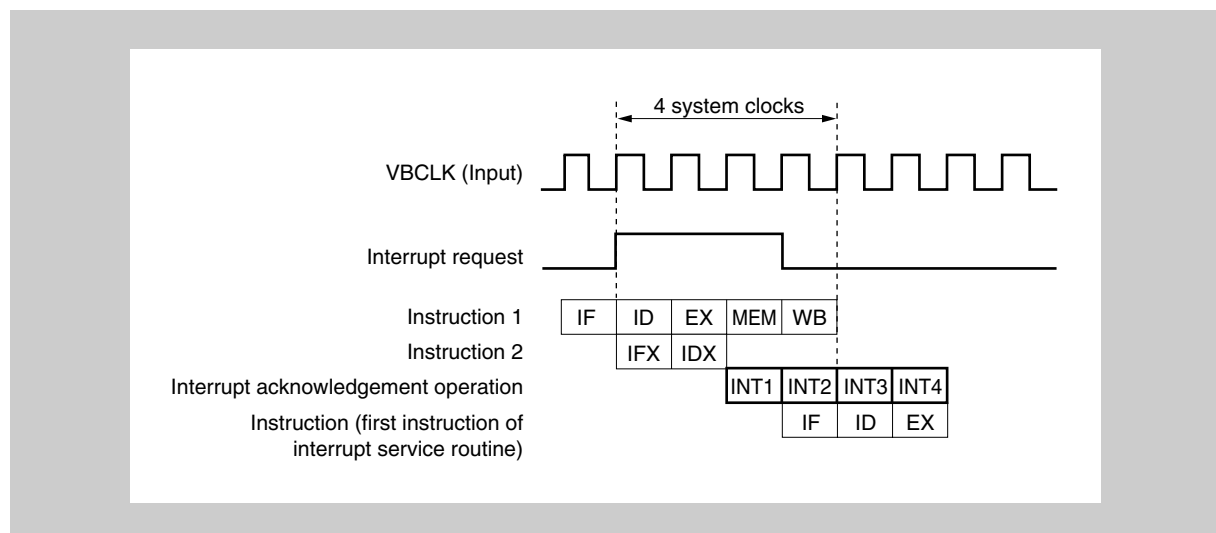 4 system clocks
VBCLK (Input)
Interrupt request
Instruction 1 IF ID EX MEM WB
Instruction 2 IFX IDX
Interrupt acknowledgement operation INT1 INT2 INT3 INT4
Instruction (first instruction of IF ID EX
interrupt service routine)